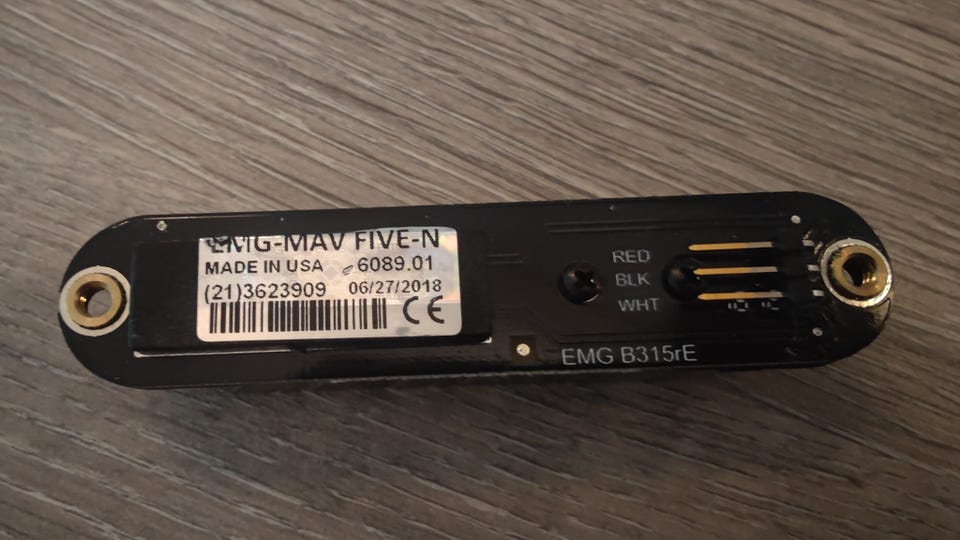 EMG-MAV FIVE-N
MADE IN USA 6089.01
(21)3623909 06/27/2018
CE
RED
BLK
WHT
EMG B315rE